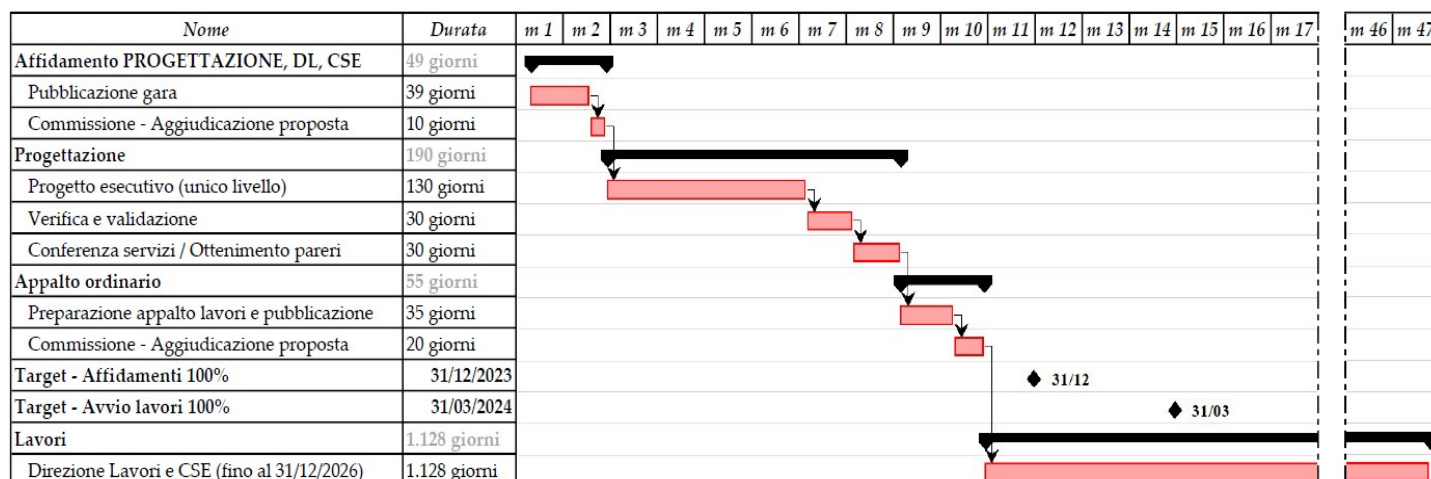 Nome Durata m 1 m 2 m 3 m 4 m 5 m 6 m 7 m 8 m 9 m 10 m 11 m 12 m 13 m 14 m 15 m 16 m 17 m 46 m 47
Affidamento PROGETTAZIONE, DL, CSE 49 giorni
Pubblicazione gara 39 giorni
Commissione - Aggiudicazione proposta 10 giorni
Progettazione 190 giorni
Progetto esecutivo (unico livello) 130 giorni
Verifica e validazione 30 giorni
Conferenza servizi / Ottenimento pareri 30 giorni
Appalto ordinario 55 giorni
Preparazione appalto lavori e pubblicazione 35 giorni
Commissione - Aggiudicazione proposta 20 giorni
Target - Affidamenti 100% 31/12/2023 31/12
Target - Avvio lavori 100% 31/03/2024 31/03
Lavori 1.128 giorni
Direzione Lavori e CSE (fino al 31/12/2026) 1.128 giorni